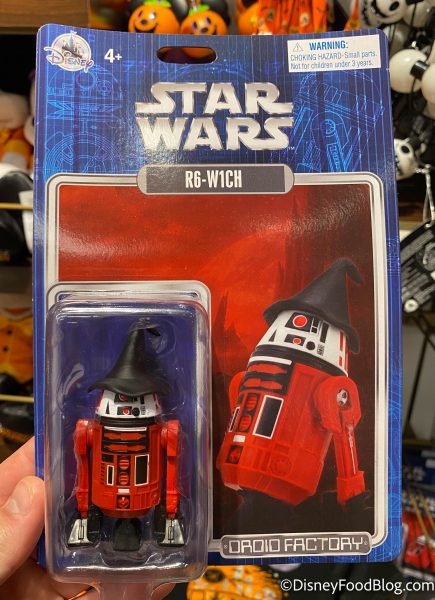 Disney
4+
WARNING:
CHOKING HAZARD-Small parts.
Not for children under 3 years.
STAR
WARS
R6-W1CH
DROID FACTORY
©DisneyFoodBlog.com